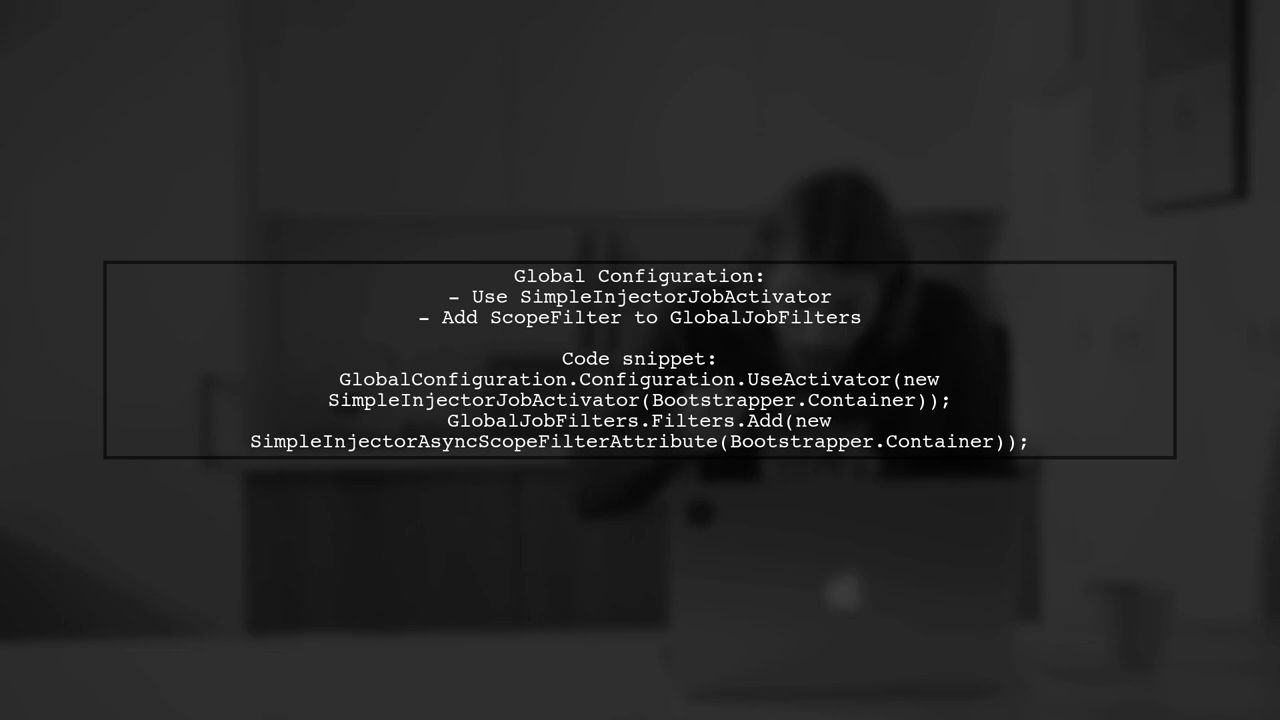 Global Configuration:
- Use SimpleInjectorJobActivator
- Add ScopeFilter to GlobalJobFilters
Code snippet:
GlobalConfiguration.Configuration.UseActivator(new
SimpleInjectorJobActivator(Bootstrapper.Container));
GlobalJobFilters.Filters.Add(new
SimpleInjectorAsyncScopeFilterAttribute(Bootstrapper.Container));